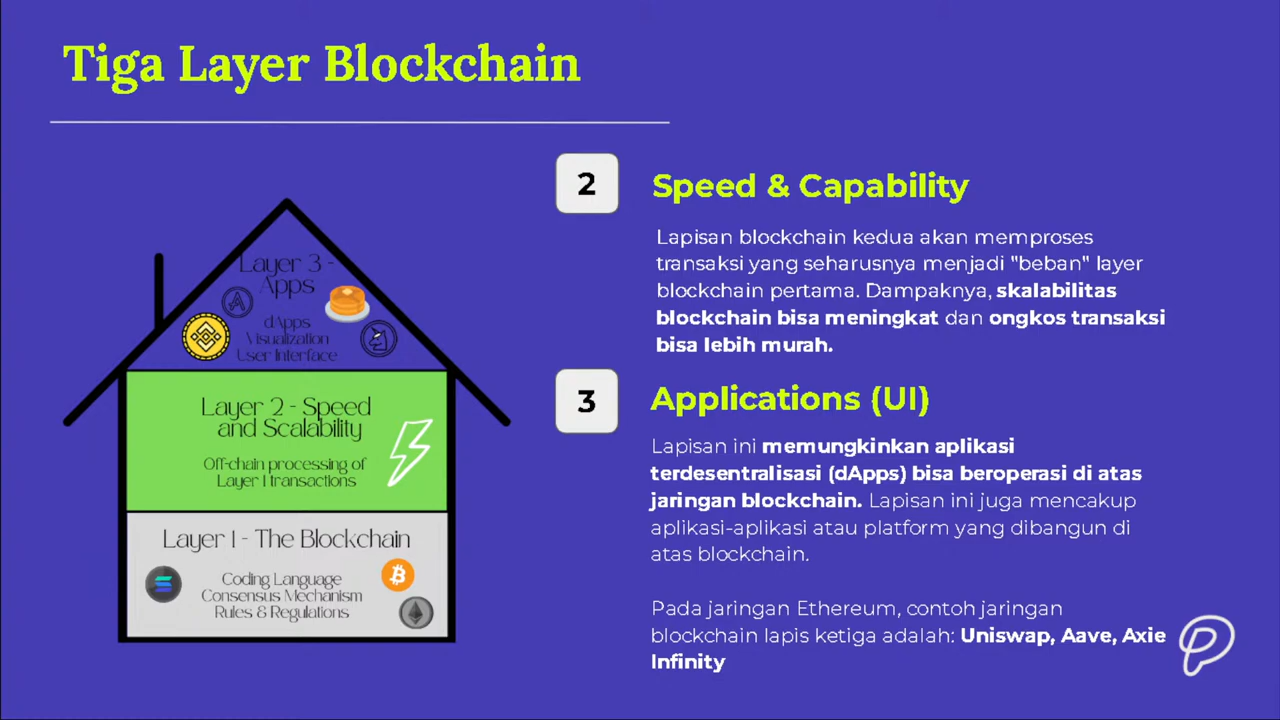 Tiga Layer Blockchain
Layer 3 -
Apps
dApps
Visualization
User Interface
Layer 2 - Speed
and Scalability
Off-chain processing of
Layer 1 transactions
Layer 1 - The Blockchain
Coding Language
Consensus Mechanism
Rules & Regulations
2
Speed & Capability
Lapisan blockchain kedua akan memproses
transaksi yang seharusnya menjadi "beban" layer
blockchain pertama. Dampaknya, skalabilitas
blockchain bisa meningkat dan ongkos transaksi
bisa lebih murah.
3
Applications (UI)
Lapisan ini memungkinkan aplikasi
terdesentralisasi (dApps) bisa beroperasi di atas
jaringan blockchain. Lapisan ini juga mencakup
aplikasi-aplikasi atau platform yang dibangun di
atas blockchain.
Pada jaringan Ethereum, contoh jaringan
blockchain lapis ketiga adalah: Uniswap, Aave, Axie
Infinity